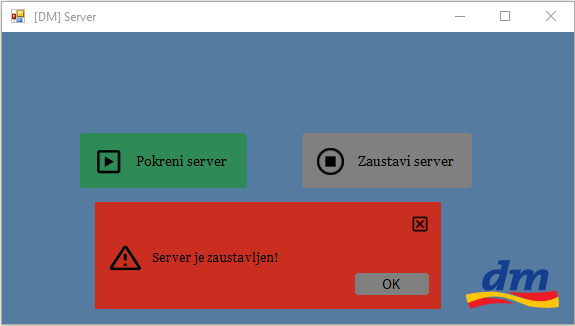 [DM] Server
Pokreni server
Zaustavi server
Server je zaustavljen!
OK
dm